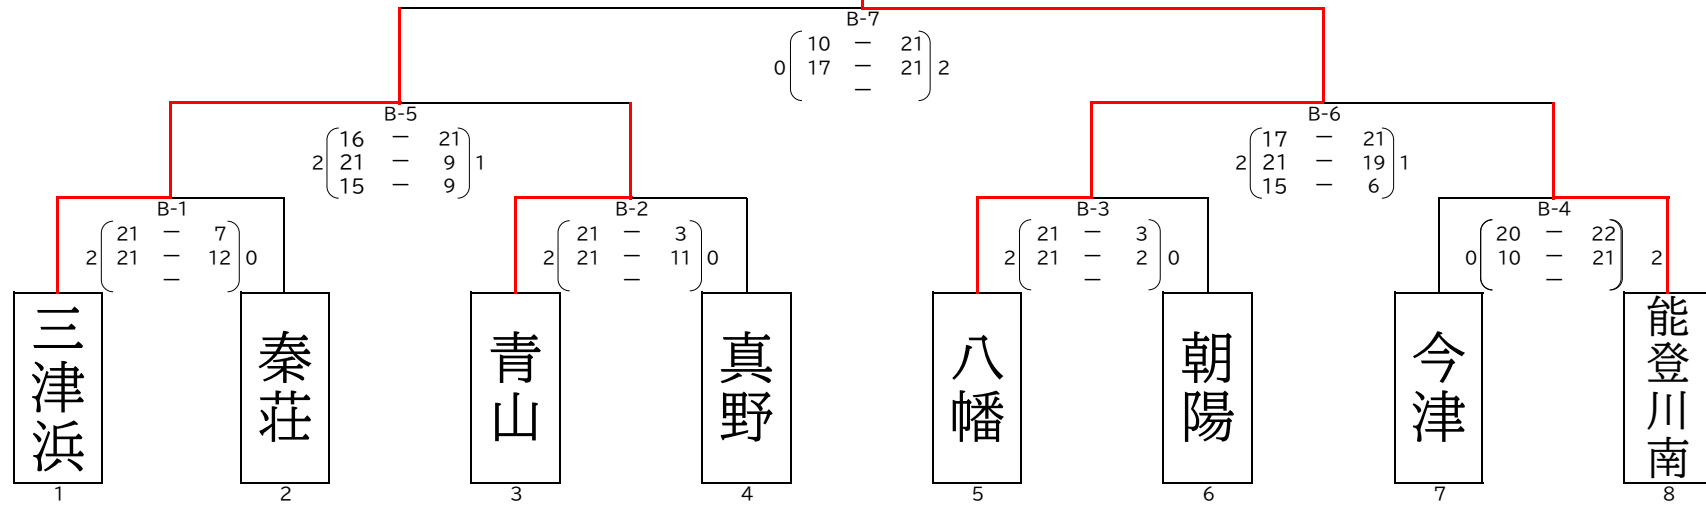 B-7
10 — 21
0 17 — 21 2
—
B-5
16 — 21
2 21 — 9 1
15 — 9
B-6
17 — 21
2 21 — 19 1
15 — 6
B-1
21 — 7
2 21 — 12 0
—
B-2
21 — 3
2 21 — 11 0
—
B-3
21 — 3
2 21 — 2 0
—
B-4
20 — 22
0 10 — 21 2
—
三津浜
秦荘
青山
真野
八幡
朝陽
今津
能登川南
1 2 3 4 5 6 7 8